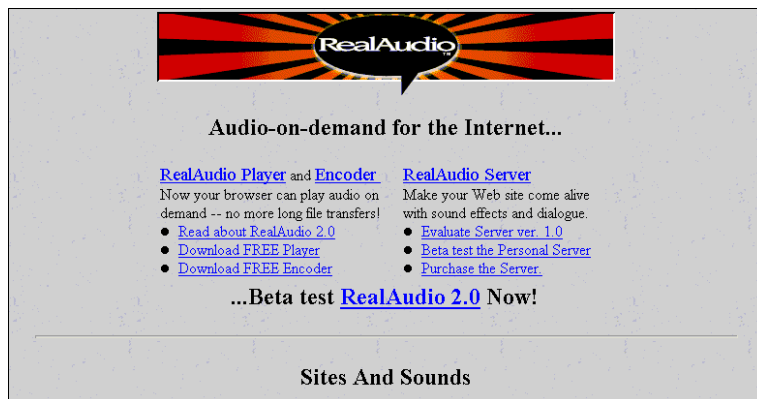 RealAudio™
Audio-on-demand for the Internet...
RealAudio Player and Encoder
Now your browser can play audio on
demand -- no more long file transfers!
● Read about RealAudio 2.0
● Download FREE Player
● Download FREE Encoder
RealAudio Server
Make your Web site come alive
with sound effects and dialogue.
● Evaluate Server ver. 1.0
● Beta test the Personal Server
● Purchase the Server.
...Beta test RealAudio 2.0 Now!
Sites And Sounds